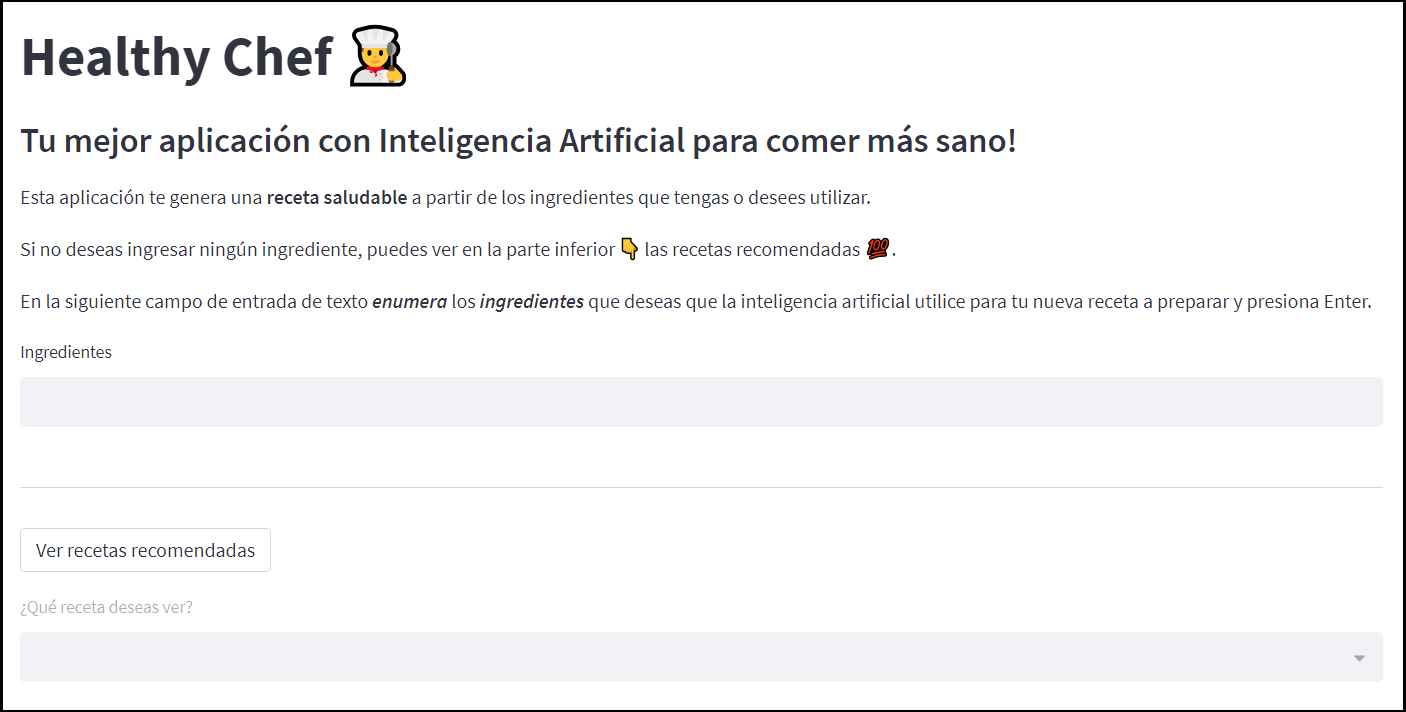 Healthy Chef 🧑‍🍳
Tu mejor aplicación con Inteligencia Artificial para comer más sano!
Esta aplicación te genera una receta saludable a partir de los ingredientes que tengas o desees utilizar.
Si no deseas ingresar ningún ingrediente, puedes ver en la parte inferior 👇 las recetas recomendadas 💯.
En la siguiente campo de entrada de texto enumera los ingredientes que deseas que la inteligencia artificial utilice para tu nueva receta a preparar y presiona Enter.
Ingredientes
Ver recetas recomendadas
¿Qué receta deseas ver?